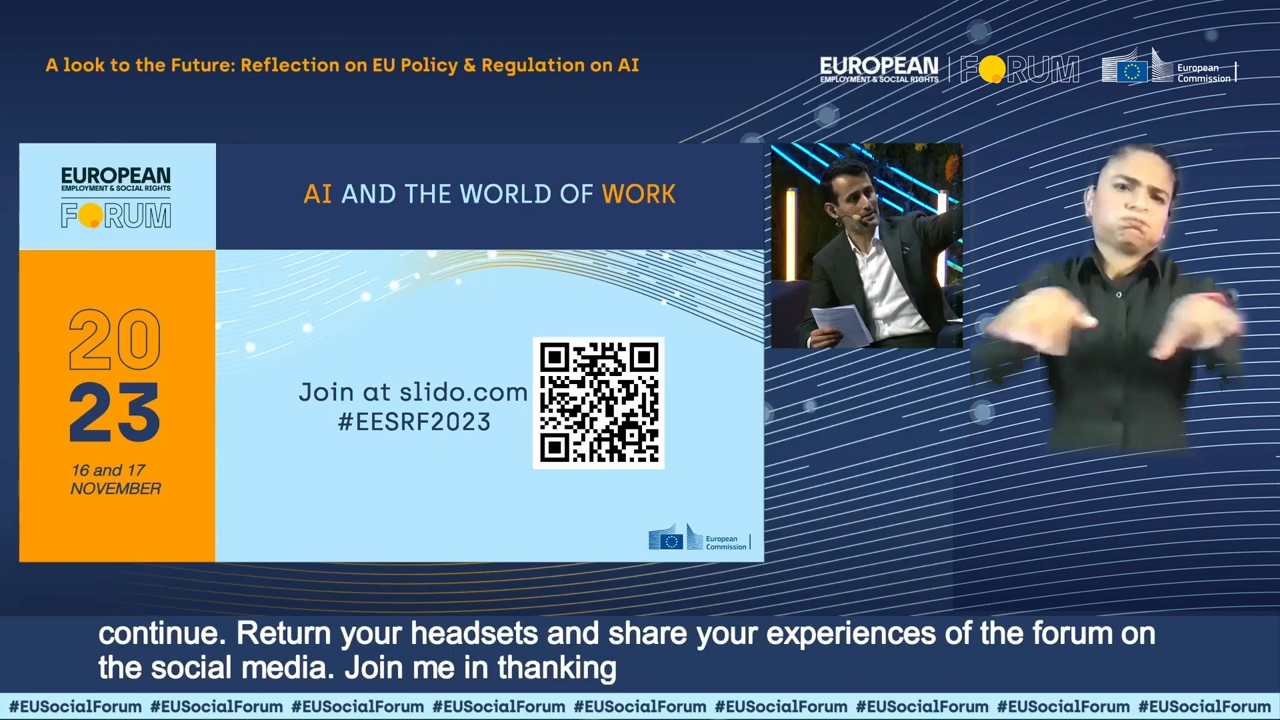 A look to the Future: Reflection on EU Policy & Regulation on AI
EUROPEAN
EMPLOYMENT & SOCIAL RIGHTS
FORUM
European
Commission
EUROPEAN
EMPLOYMENT & SOCIAL RIGHTS
FORUM
AI AND THE WORLD OF WORK
20
23
16 and 17
NOVEMBER
Join at slido.com
#EESRF2023
European
Commission
continue. Return your headsets and share your experiences of the forum on
the social media. Join me in thanking
#EUSocialForum #EUSocialForum #EUSocialForum #EUSocialForum #EUSocialForum #EUSocialForum #EUSocialForum #EUSocialForum #EUSocialForum